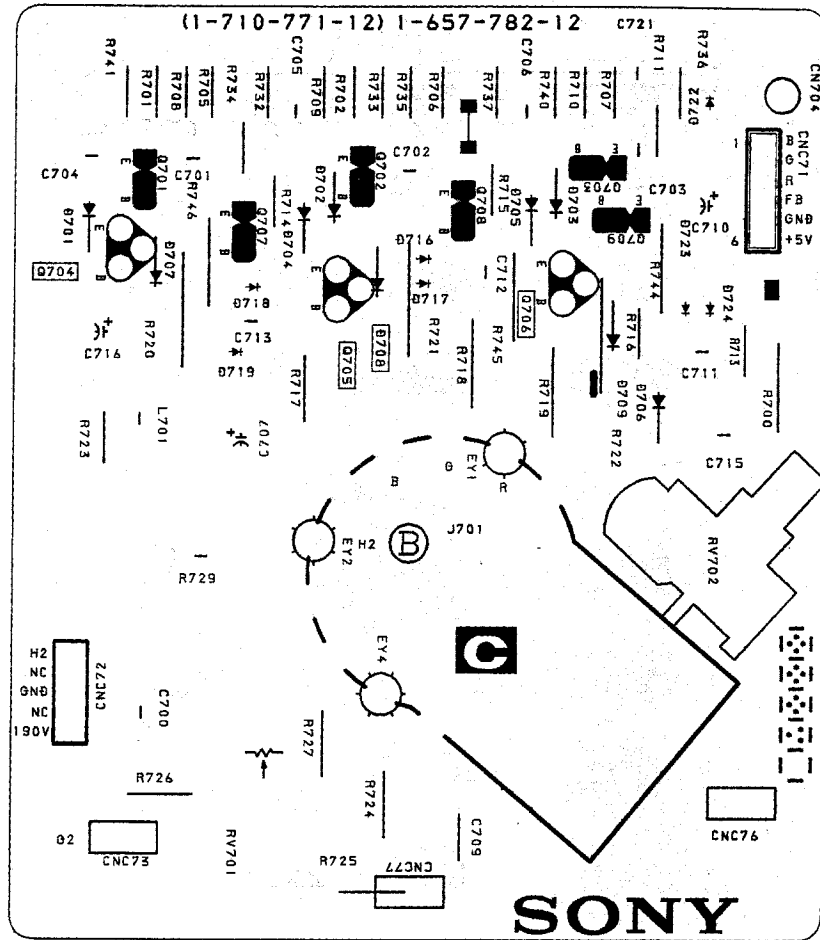 (1-710-771-12) 1-657-782-12
C721
R741
R701
R708
R705
R734
R732
C705
R709
R702
R733
R735
R706
R737
C706
R740
R710
R707
R711
D722
R736
CN704
C704
E
Q701
B
C701
R746
E
Q707
B
R714
D704
D702
E
Q702
B
C702
Q708
E
B
R715
D705
D703
B
E
Q703
B
E
Q709
C703
C710
D723
1
6
CNC71
B
G
R
FB
GND
+5V
D701
E
B
Q704
D707
D718
C713
D719
E
B
Q705
D708
D716
D717
R721
C712
R745
R718
E
B
Q706
R716
R744
D724
C716
R720
R717
R719
D709
D706
R722
C711
R713
R700
R723
L701
C707
C715
B
G
R
EY1
EY2
H2
B
J701
RV702
R729
EY4
C
H2
NC
GND
NC
190V
CNC72
C700
R727
R726
R724
G2
CNC73
RV701
C709
R725
CNC77
CNC76
SONY